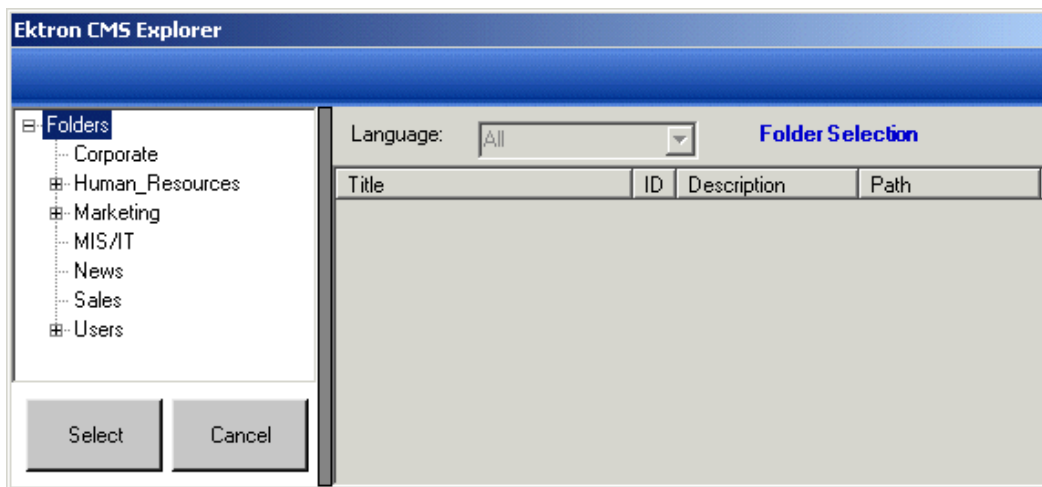 Ektron CMS Explorer
Folders
Corporate
Human_Resources
Marketing
MIS/IT
News
Sales
Users
Select Cancel
Language: All Folder Selection
Title ID Description Path